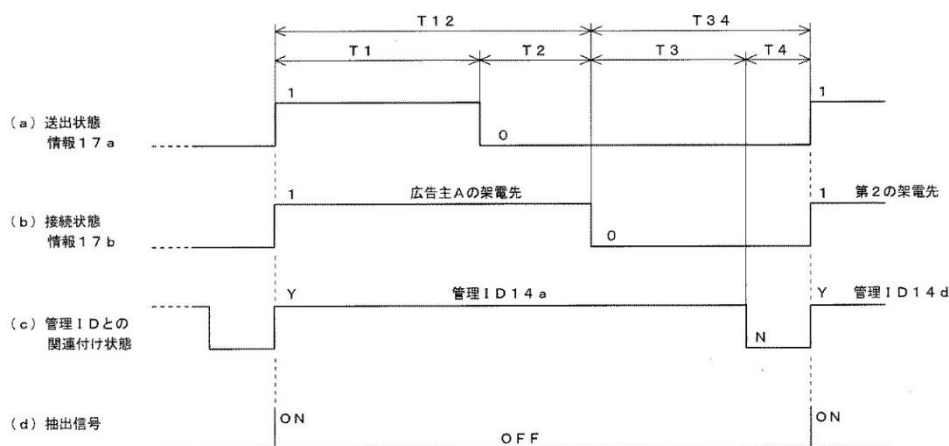 T12
T34
T1
T2
T3
T4
(a)送出状態
情報17a
1
0
1
(b)接続状態
情報17b
1
広告主Aの架電先
0
1
第2の架電先
(c)管理IDとの
関連付け状態
Y
管理ID14a
N
Y
管理ID14d
(d)抽出信号
ON
OFF
ON